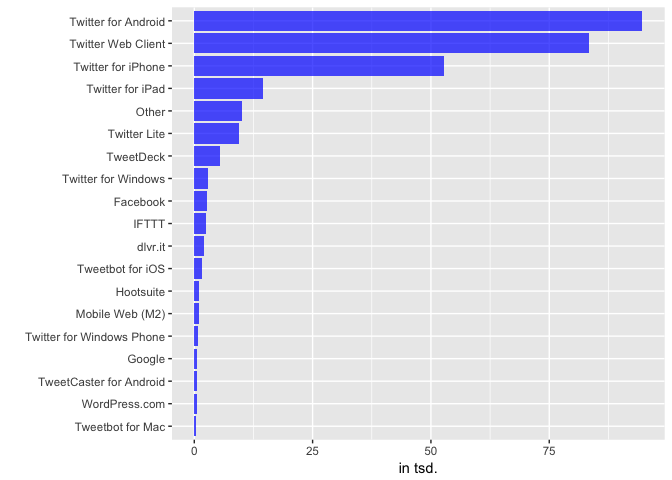 Twitter for Android
Twitter Web Client
Twitter for iPhone
Twitter for iPad
Other
Twitter Lite
TweetDeck
Twitter for Windows
Facebook
IFTTT
dlvr.it
Tweetbot for iOS
Hootsuite
Mobile Web (M2)
Twitter for Windows Phone
Google
TweetCaster for Android
WordPress.com
Tweetbot for Mac
0 25 50 75
in tsd.